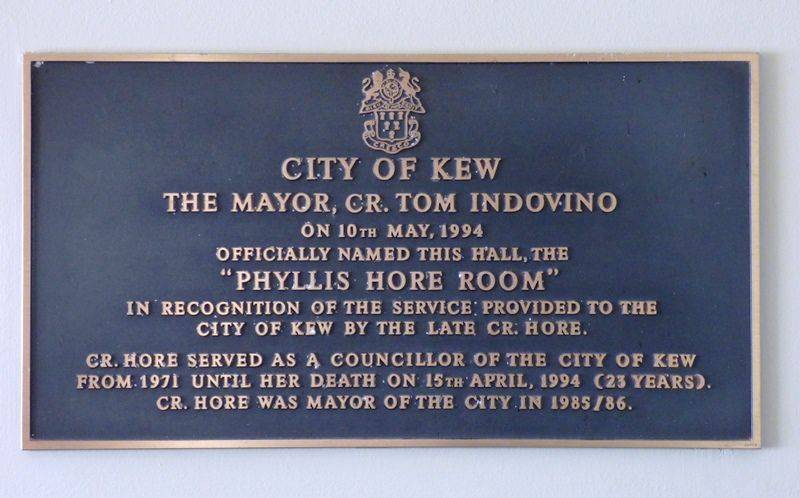 CRESCO
CITY OF KEW
THE MAYOR, CR. TOM INDOVINO
ON 10TH MAY, 1994
OFFICIALLY NAMED THIS HALL, THE
"PHYLLIS HORE ROOM"
IN RECOGNITION OF THE SERVICE PROVIDED TO THE
CITY OF KEW BY THE LATE CR. HORE.
CR. HORE SERVED AS A COUNCILLOR OF THE CITY OF KEW
FROM 1971 UNTIL HER DEATH ON 15TH APRIL, 1994 (23 YEARS).
CR. HORE WAS MAYOR OF THE CITY IN 1985/86.